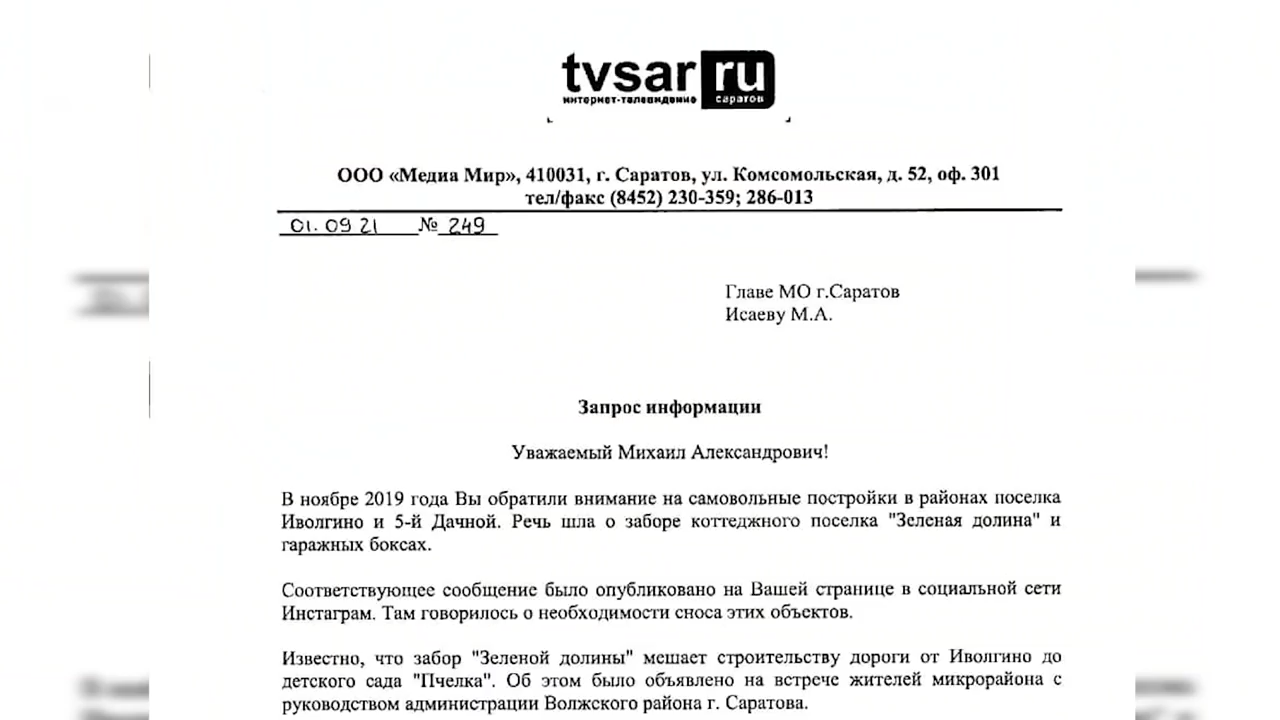 tvsar ru
интернет-телевидение саратов
ООО «Медиа Мир», 410031, г. Саратов, ул. Комсомольская, д. 52, оф. 301
тел/факс (8452) 230-359; 286-013
01. 09 21 № 249
Главе МО г.Саратов
Исаеву М.А.
Запрос информации
Уважаемый Михаил Александрович!
В ноябре 2019 года Вы обратили внимание на самовольные постройки в районах поселка
Иволгино и 5-й Дачной. Речь шла о заборе коттеджного поселка "Зеленая долина" и
гаражных боксах.
Соответствующее сообщение было опубликовано на Вашей странице в социальной сети
Инстаграм. Там говорилось о необходимости сноса этих объектов.
Известно, что забор "Зеленой долины" мешает строительству дороги от Иволгино до
детского сада "Пчелка". Об этом было объявлено на встрече жителей микрорайона с
руководством администрации Волжского района г. Саратова.